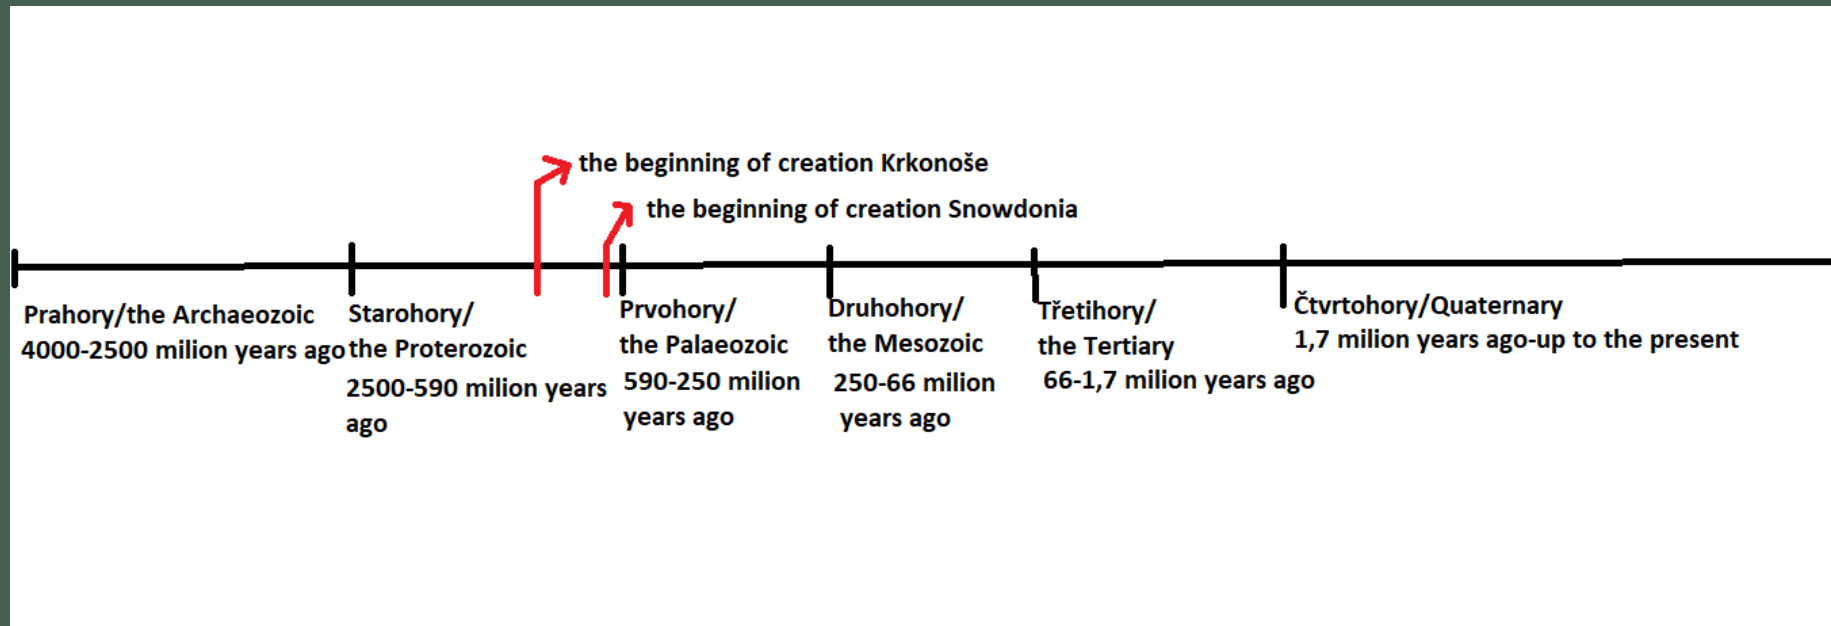 the beginning of creation Krkonoše
the beginning of creation Snowdonia
Prahory/the Archaeozoic
4000-2500 milion years ago
Starohory/
the Proterozoic
2500-590 milion years
ago
Prvohory/
the Palaeozoic
590-250 milion
years ago
Druhohory/
the Mesozoic
250-66 milion
years ago
Třetihory/
the Tertiary
66-1,7 milion years ago
Čtvrtohory/Quaternary
1,7 milion years ago-up to the present